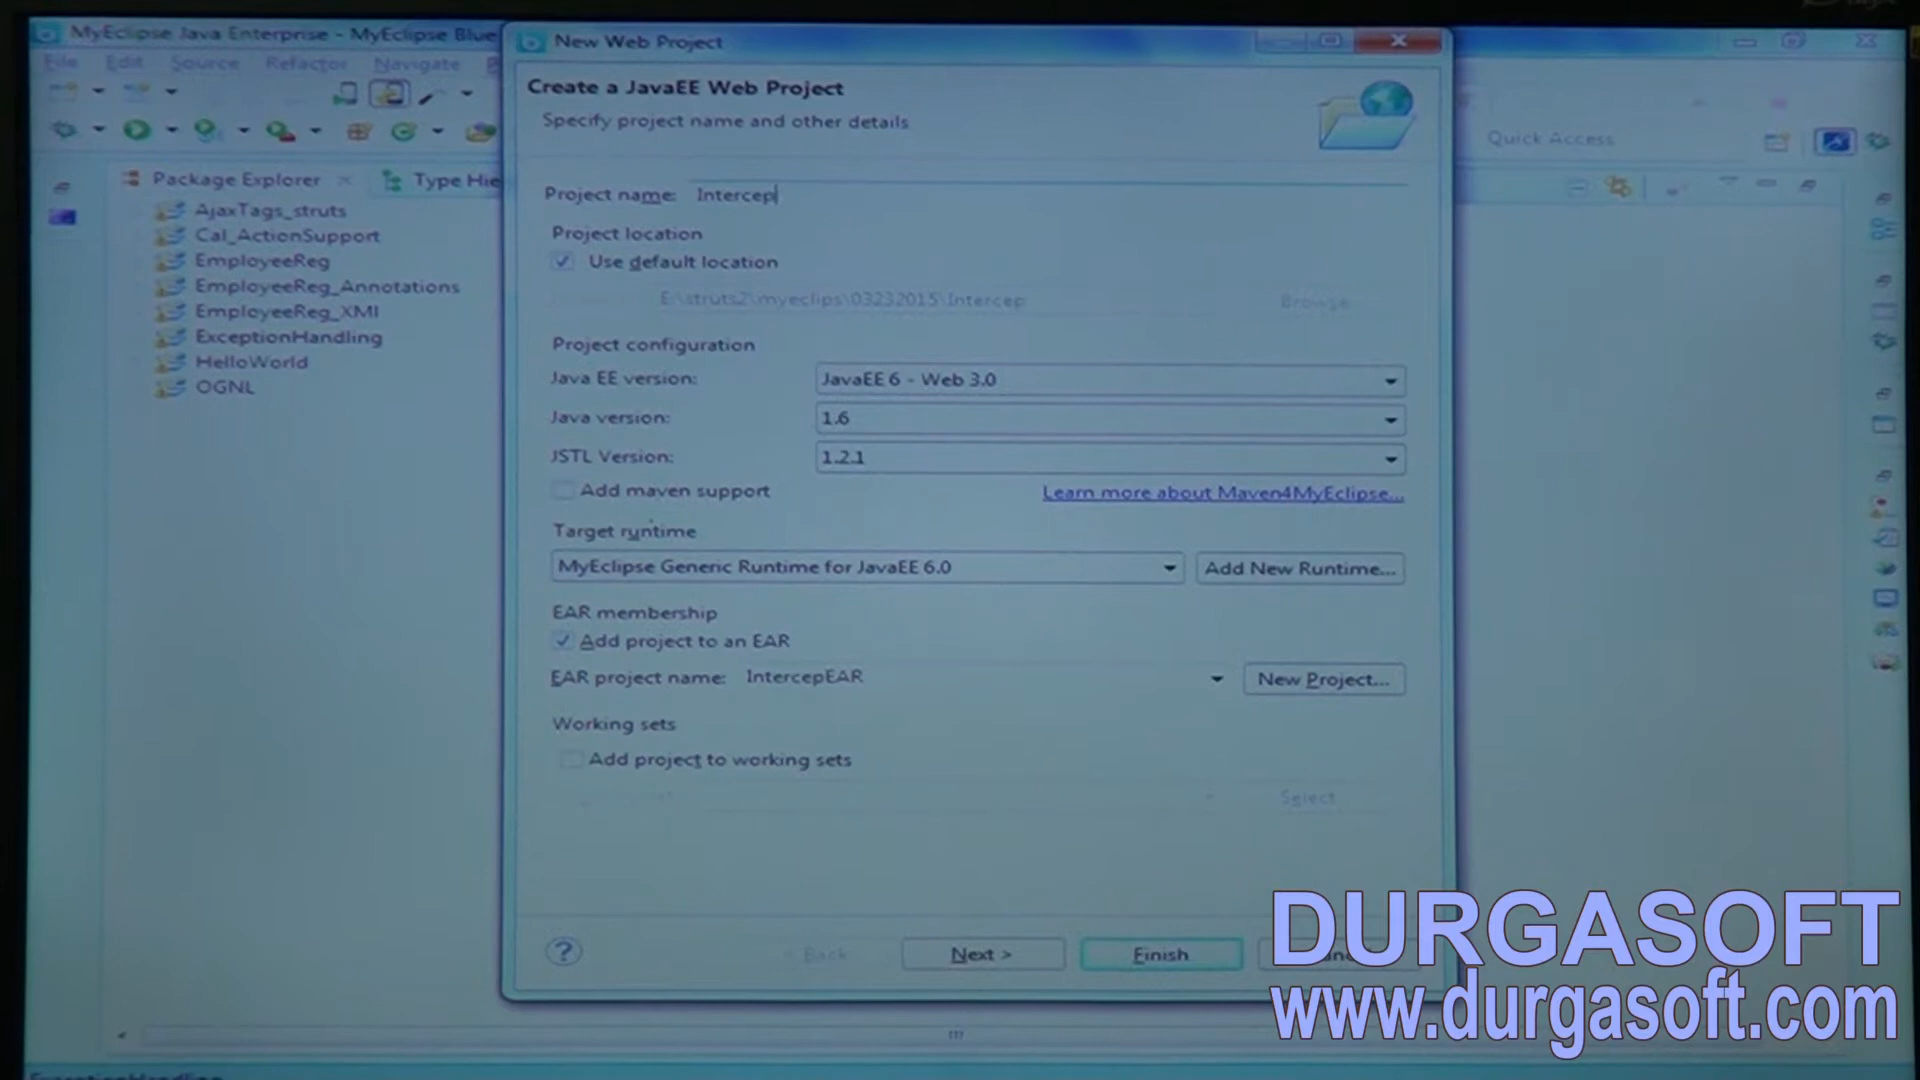 MyEclipse Java Enterprise - MyEclipse Blue
File Edit Source Refactor Navigate
Quick Access
Package Explorer
Type Hie
AjaxTags_struts
Cal_ActionSupport
EmployeeReg
EmployeeReg_Annotations
EmployeeReg_XMl
ExceptionHandling
HelloWorld
OGNL
New Web Project
Create a JavaEE Web Project
Specify project name and other details
Project name: Intercep
Project location
Use default location
E:\struts2\myeclips\03232015\Intercep Browse
Project configuration
Java EE version: JavaEE 6 - Web 3.0
Java version: 1.6
JSTL Version: 1.2.1
Add maven support Learn more about Maven4MyEclipse...
Target runtime
MyEclipse Generic Runtime for JavaEE 6.0 Add New Runtime...
EAR membership
Add project to an EAR
EAR project name: IntercepEAR New Project...
Working sets
Add project to working sets
Select
? < Back Next > Finish
DURGASOFT
www.durgasoft.com